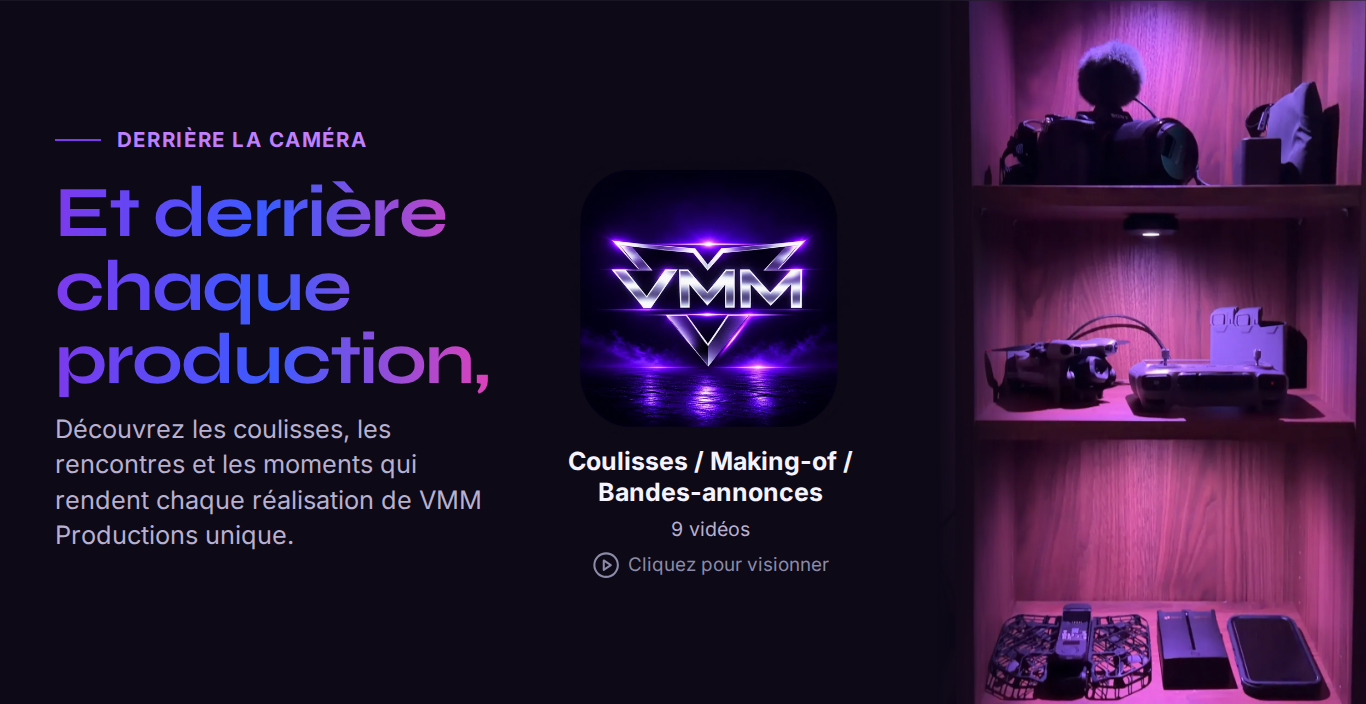 DERRIÈRE LA CAMÉRA
Et derrière
chaque
production,
Découvrez les coulisses, les
rencontres et les moments qui
rendent chaque réalisation de VMM
Productions unique.
VMM
Coulisses / Making-of /
Bandes-annonces
9 vidéos
Cliquez pour visionner